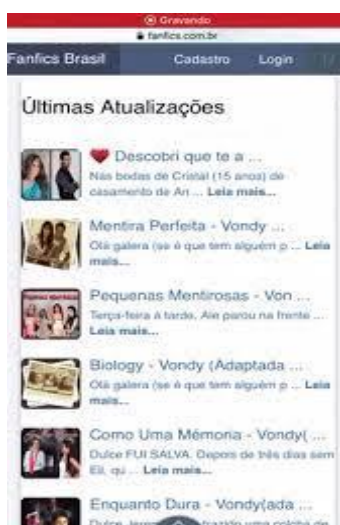 Gravando
fanfics.com.br
Fanfics Brasil Cadastro Login
Últimas Atualizações
Descobri que te a ...
Nas bodas de Cristal (15 anos) de
casamento de An ... Leia mais...
Mentira Perfeita - Vondy ...
Olá galera (se é que tem alguém p ... Leia
mais...
Pequenas Mentirosas - Von ...
Terça-feira à tarde, Ale parou na frente ...
Leia mais...
Biology - Vondy (Adaptada ...
Olá galera (se é que tem alguém p ... Leia
mais...
Como Uma Mémoria - Vondy( ...
Dulce FUI SALVA. Depois de três dias sem
Eli, qu ... Leia mais...
Enquanto Dura - Vondy(ada ...
Dulce